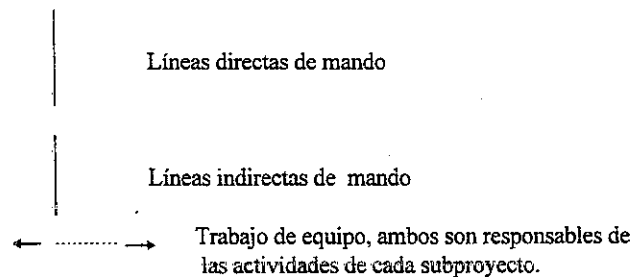 Líneas directas de mando
Líneas indirectas de mando
Trabajo de equipo, ambos son responsables de
las actividades de cada subproyecto.